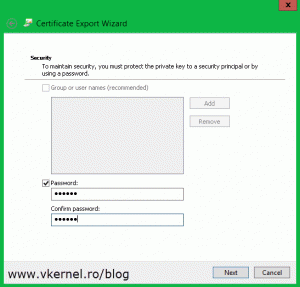 Certificate Export Wizard
Security
To maintain security, you must protect the private key to a security principal or by
using a password.
Group or user names (recommended)
Add
Remove
Password:
••••••
Confirm password:
••••••
Next
Cancel
www.vkernel.ro/blog